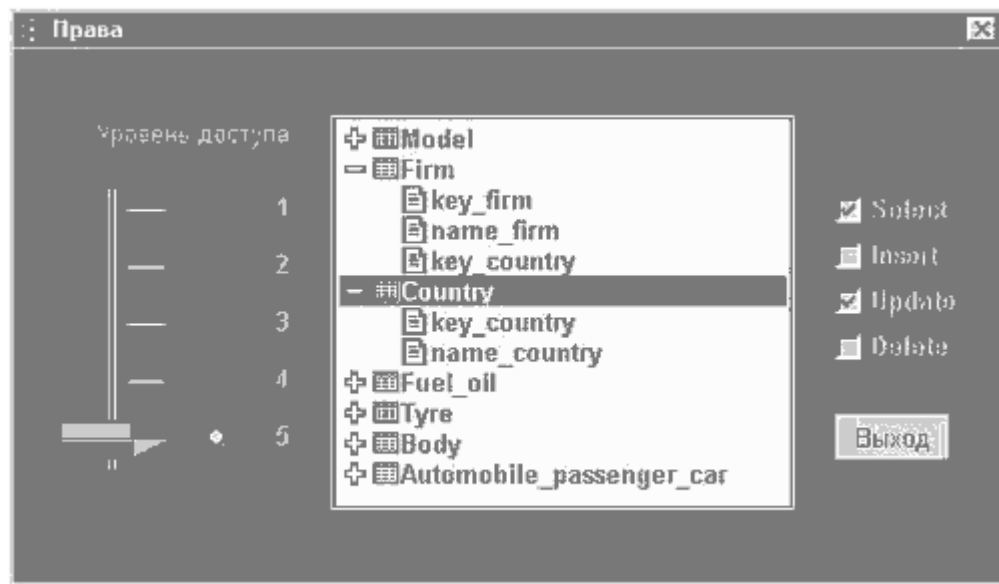 Права
Уровень доступа
1
2
3
4
5
Model
Firm
key_firm
name_firm
key_country
Country
key_country
name_country
Fuel_oil
Tyre
Body
Automobile_passenger_car
Select
Insert
Update
Delete
Выход